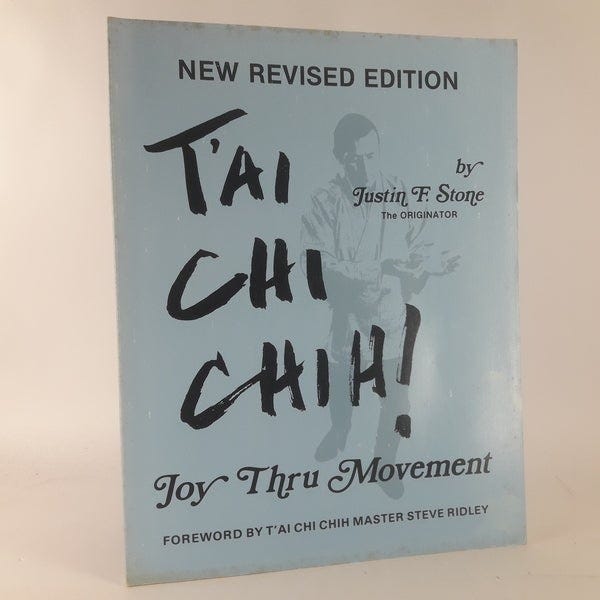 NEW REVISED EDITION
T'AI
CHI
CHIH!
by
Justin F. Stone
The ORIGINATOR
Joy Thru Movement
FOREWORD BY T'AI CHI CHIH MASTER STEVE RIDLEY